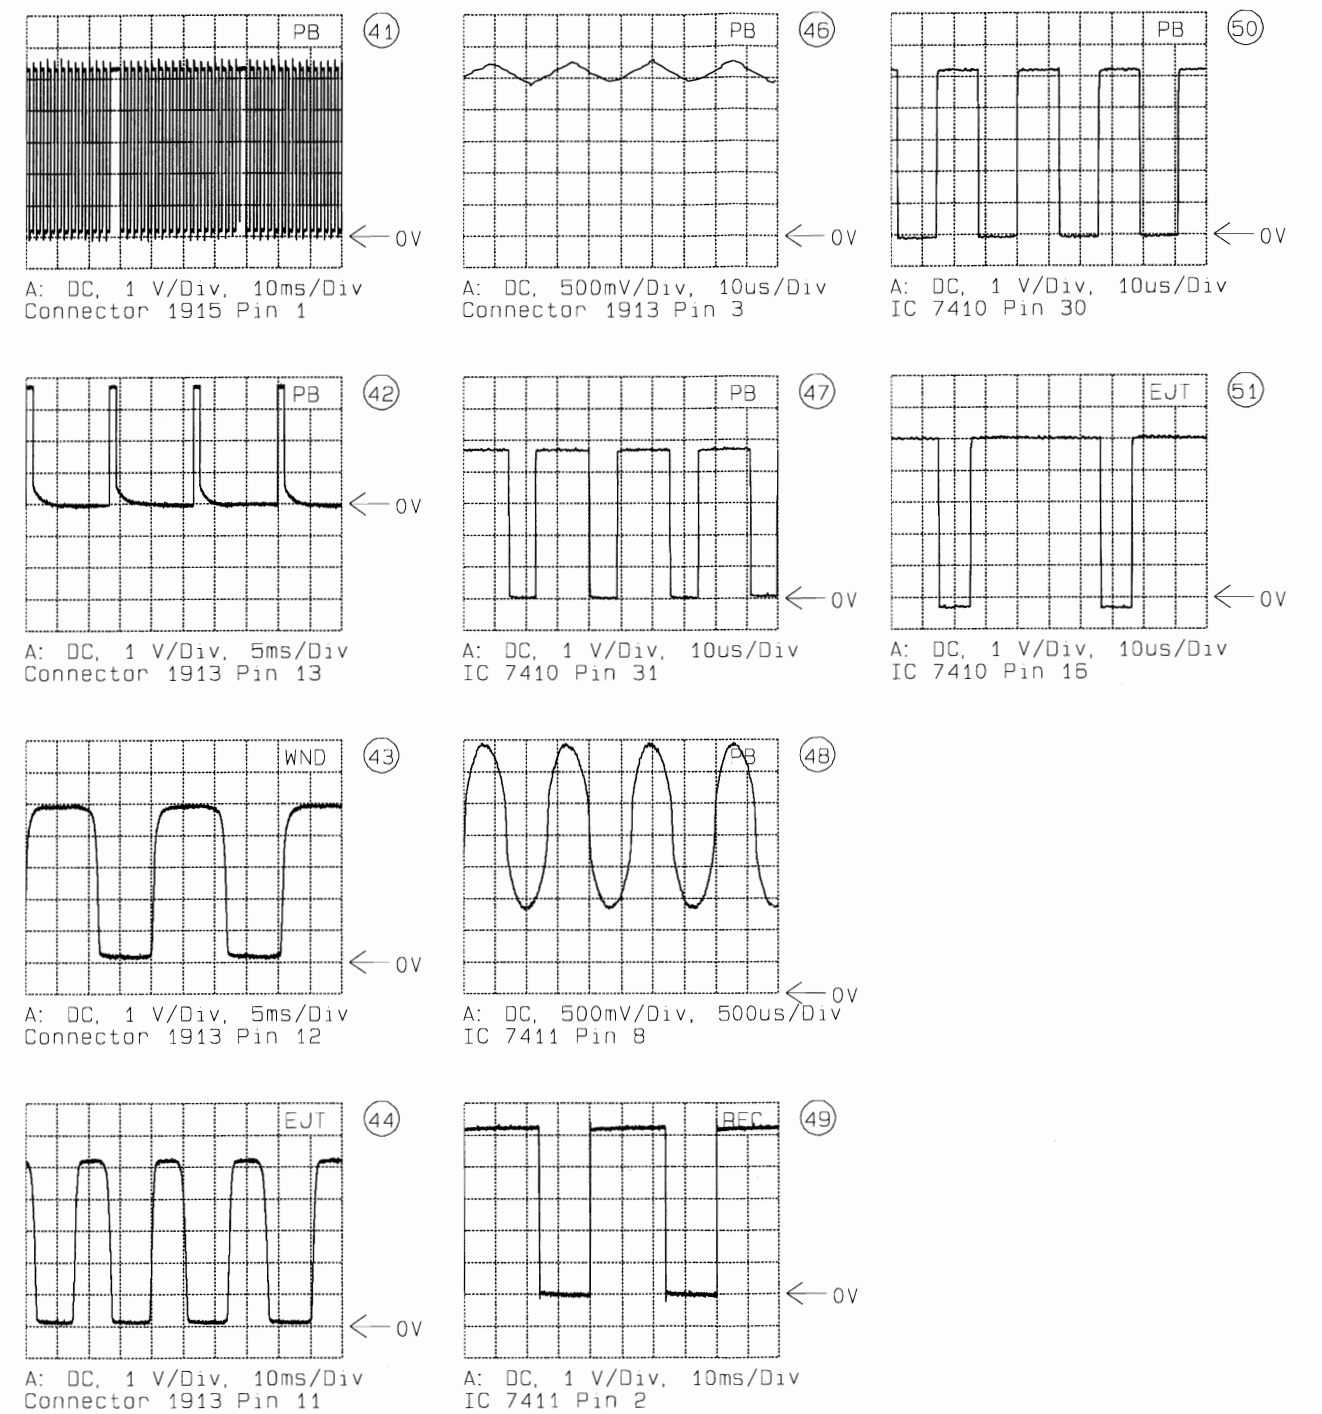 PB 41
0V
A: DC, 1 V/Div, 10ms/Div
Connector 1915 Pin 1
PB 42
0V
A: DC, 1 V/Div, 5ms/Div
Connector 1913 Pin 13
WND 43
0V
A: DC, 1 V/Div, 5ms/Div
Connector 1913 Pin 12
EJT 44
0V
A: DC, 1 V/Div, 10ms/Div
Connector 1913 Pin 11
PB 46
0V
A: DC, 500mV/Div, 10us/Div
Connector 1913 Pin 3
PB 47
0V
A: DC, 1 V/Div, 10us/Div
IC 7410 Pin 31
PB 48
0V
A: DC, 500mV/Div, 500us/Div
IC 7411 Pin 8
REC 49
0V
A: DC, 1 V/Div, 10ms/Div
IC 7411 Pin 2
PB 50
0V
A: DC, 1 V/Div, 10us/Div
IC 7410 Pin 30
EJT 51
0V
A: DC, 1 V/Div, 10us/Div
IC 7410 Pin 16